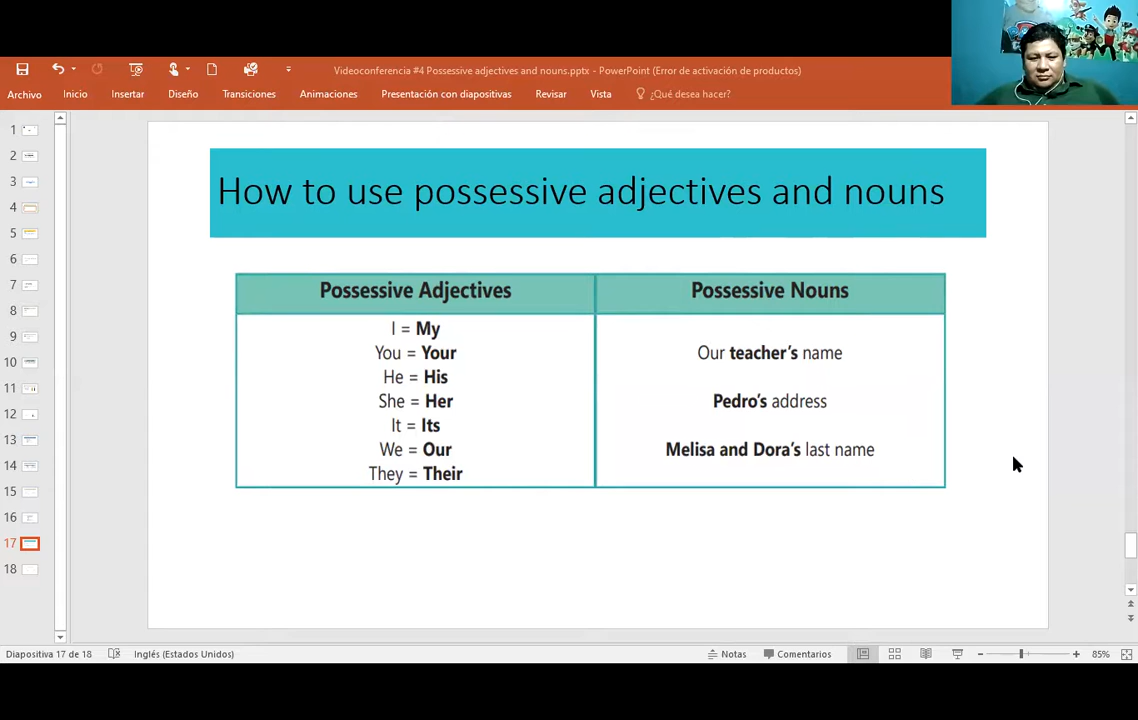 Videoconferencia #4 Possessive adjectives and nouns.pptx - PowerPoint (Error de activación de productos)
Archivo Inicio Insertar Diseño Transiciones Animaciones Presentación con diapositivas Revisar Vista ¿Qué desea hacer?
1
2
3
4
5
6
7
8
9
10
11
12
13
14
15
16
17
18
How to use possessive adjectives and nouns
Possessive Adjectives
I = My
You = Your
He = His
She = Her
It = Its
We = Our
They = Their
Possessive Nouns
Our teacher's name
Pedro's address
Melisa and Dora's last name
Diapositiva 17 de 18 Inglés (Estados Unidos) Notas Comentarios 85%